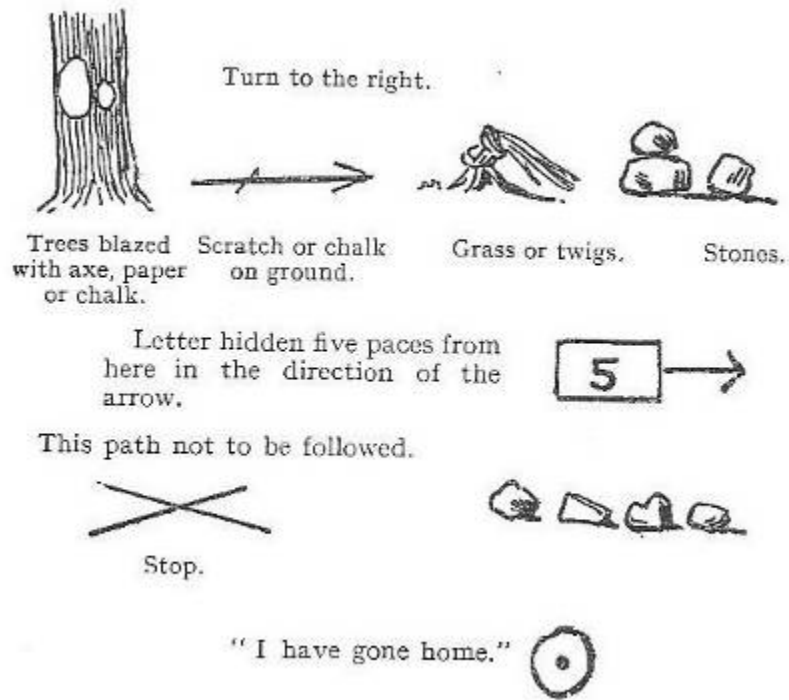 Turn to the right.
Trees blazed
with axe, paper
or chalk.
Scratch or chalk
on ground.
Grass or twigs.
Stones.
Letter hidden five paces from
here in the direction of the
arrow.
5
This path not to be followed.
Stop.
"I have gone home."